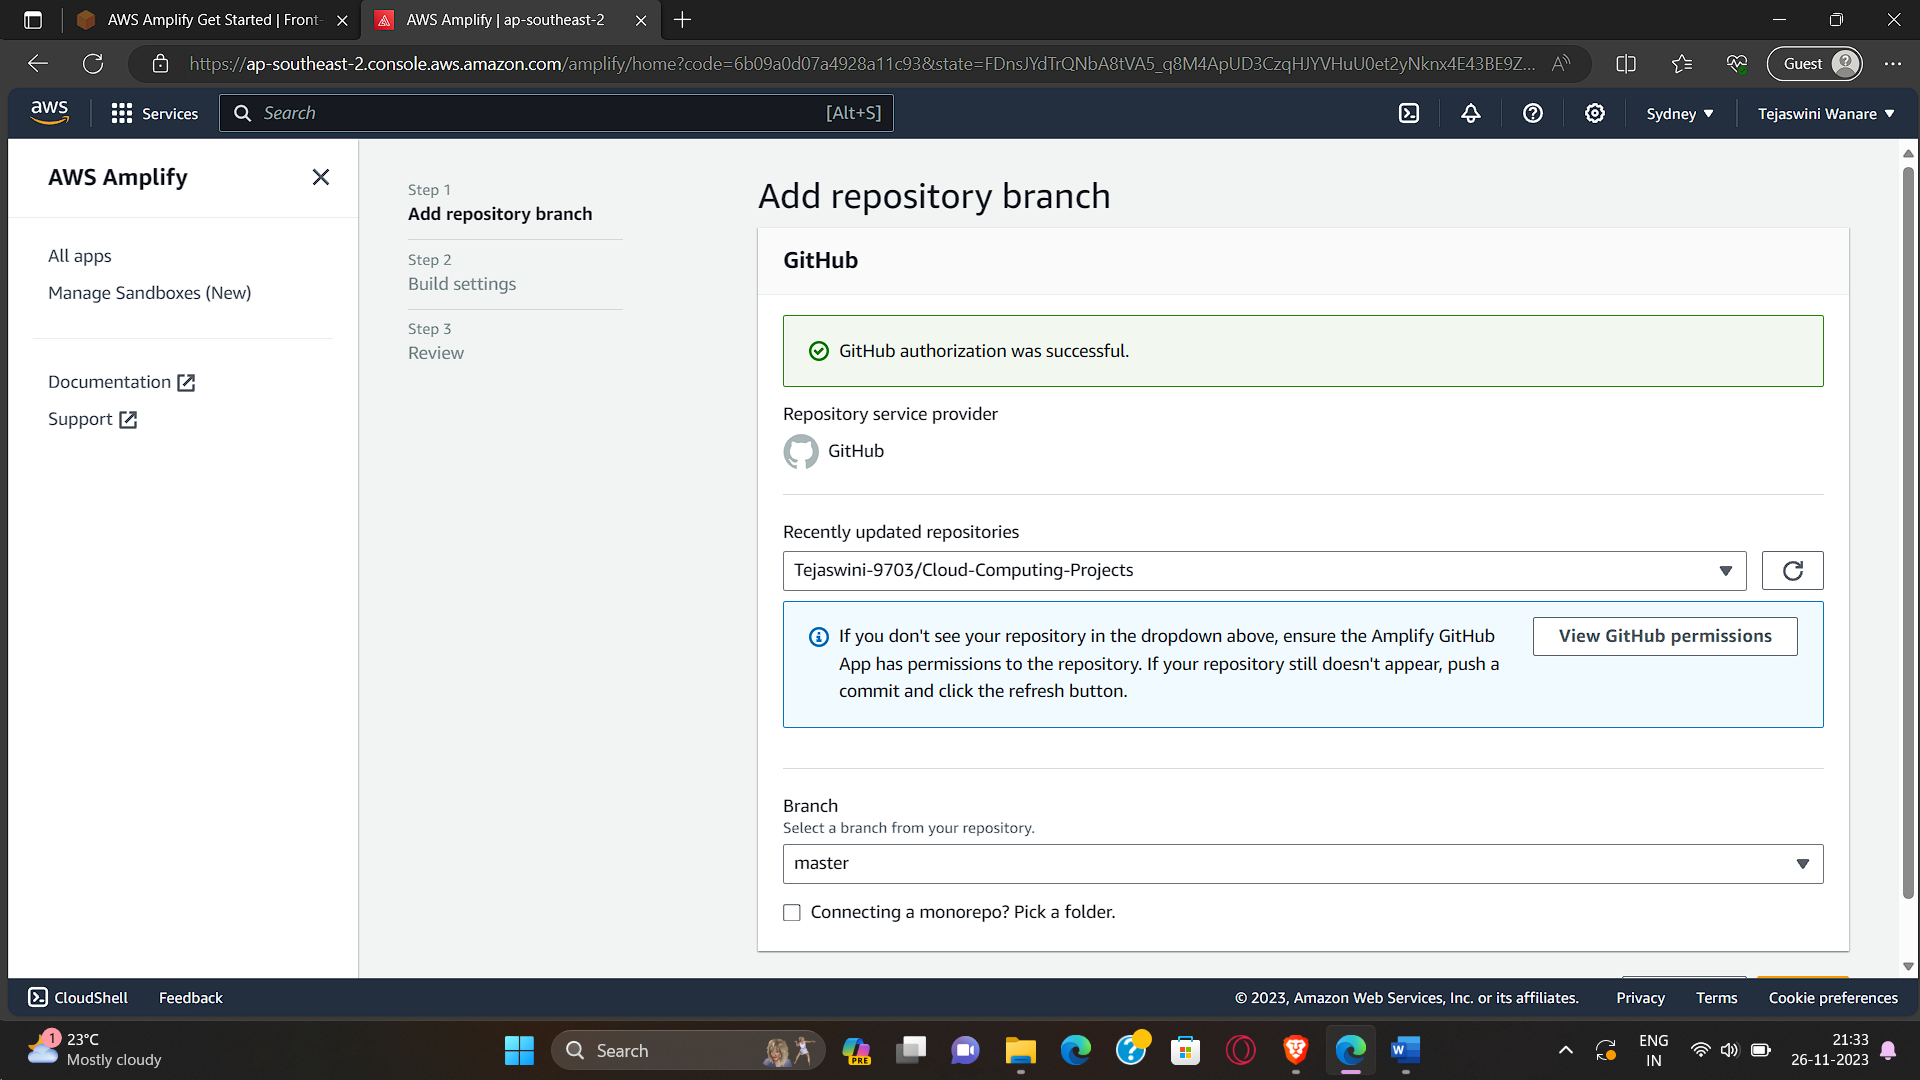 AWS Amplify Get Started | Front-
AWS Amplify | ap-southeast-2
https://ap-southeast-2.console.aws.amazon.com/amplify/home?code=6b09a0d07a4928a11c93&state=FDnsJYdTrQNbA8tVA5_q8M4ApUD3CzqHJYVHuU0et2yNknx4E43BE9Z...
Guest
aws
Services
Search
[Alt+S]
Sydney
Tejaswini Wanare
AWS Amplify
All apps
Manage Sandboxes (New)
Documentation
Support
Step 1
Add repository branch
Step 2
Build settings
Step 3
Review
Add repository branch
GitHub
GitHub authorization was successful.
Repository service provider
GitHub
Recently updated repositories
Tejaswini-9703/Cloud-Computing-Projects
If you don't see your repository in the dropdown above, ensure the Amplify GitHub
App has permissions to the repository. If your repository still doesn't appear, push a
commit and click the refresh button.
View GitHub permissions
Branch
Select a branch from your repository.
master
Connecting a monorepo? Pick a folder.
CloudShell
Feedback
© 2023, Amazon Web Services, Inc. or its affiliates.
Privacy
Terms
Cookie preferences
1
23°C
Mostly cloudy
Search
PRE
W
ENG
IN
21:33
26-11-2023